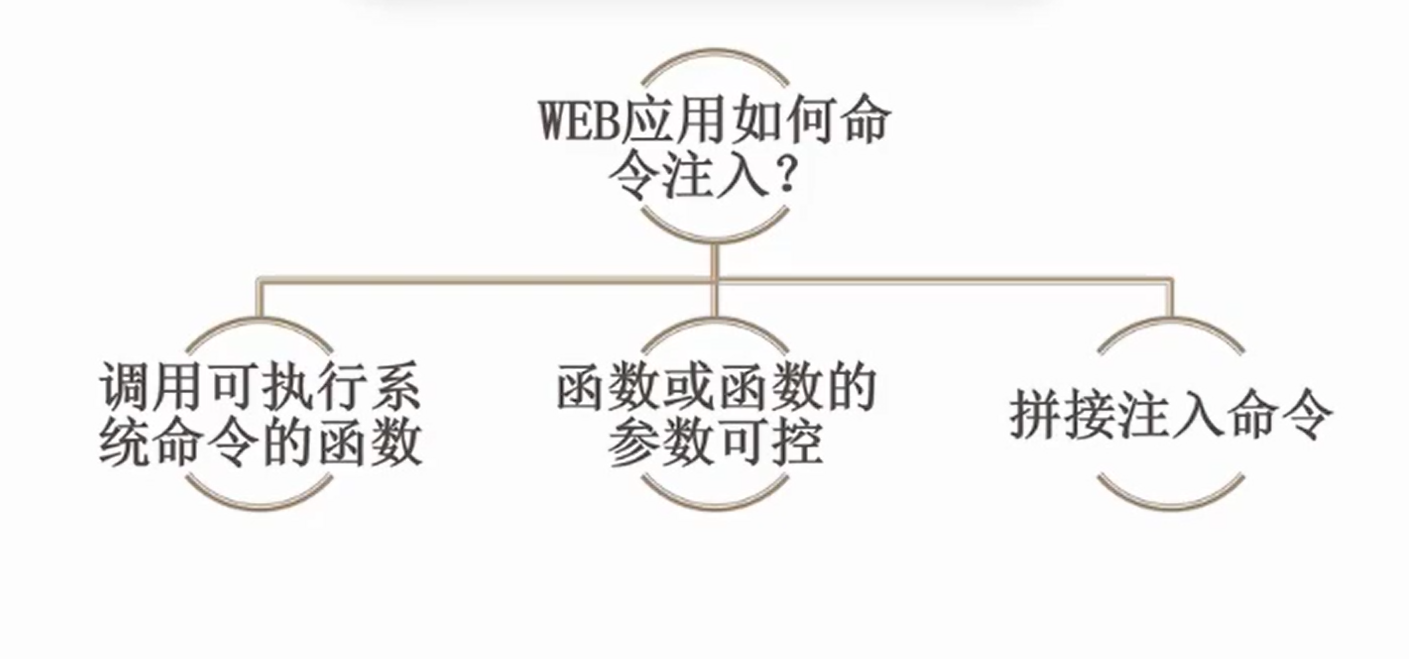 WEB应用如何命
令注入？
调用可执行系
统命令的函数
函数或函数的
参数可控
拼接注入命令